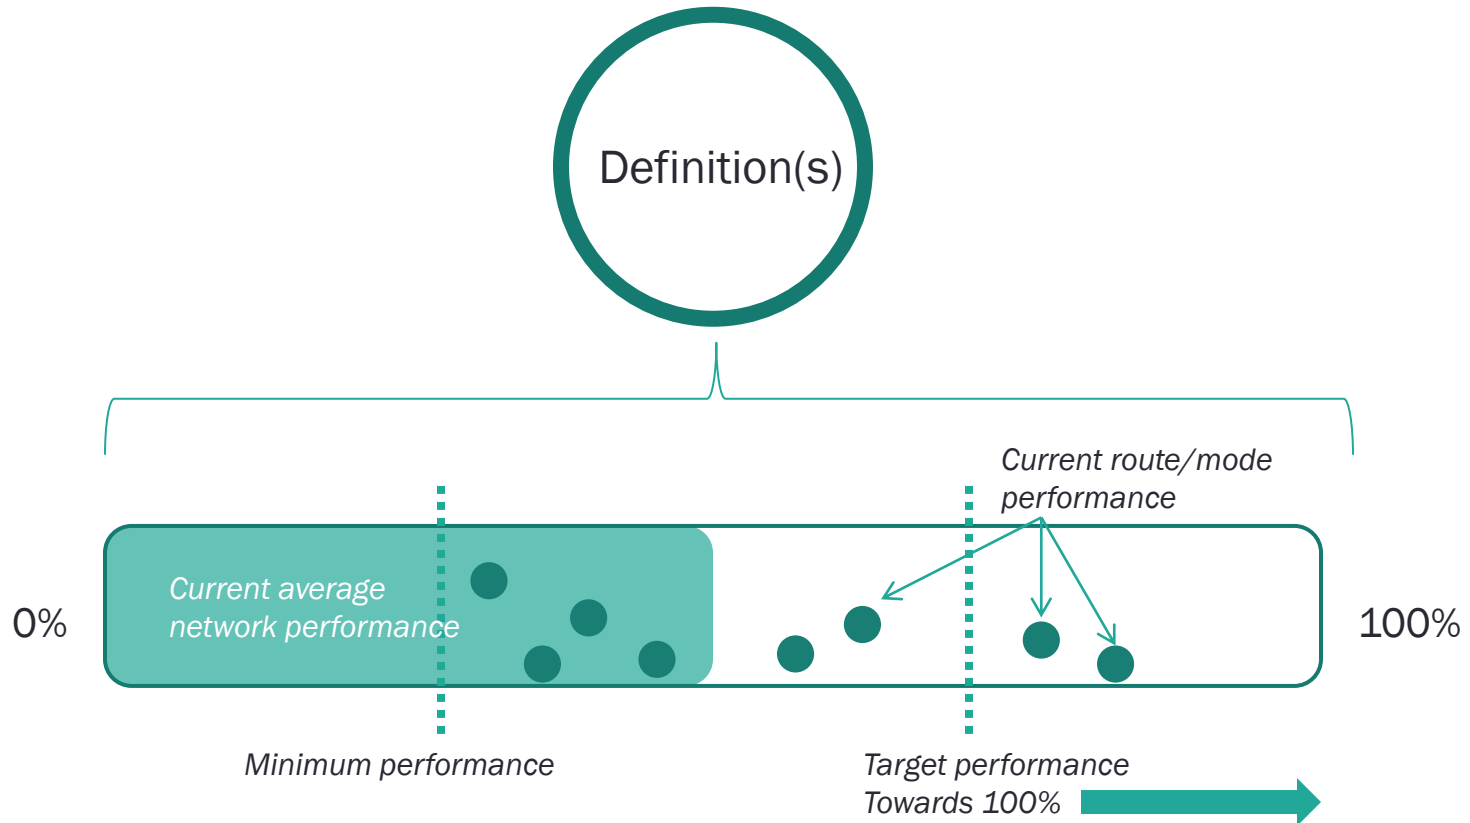 Definition(s)
Current route/mode
performance
Current average
network performance
0%
100%
Minimum performance
Target performance
Towards 100%